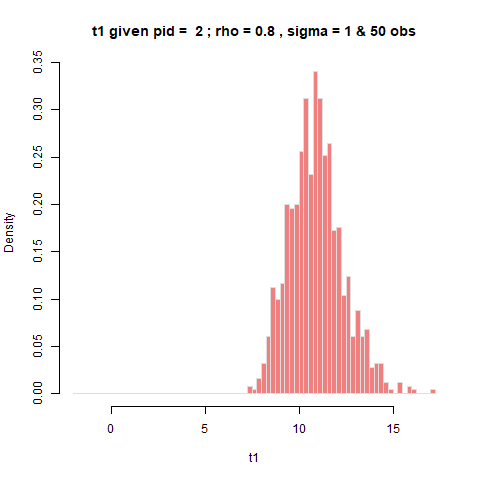 t1 given pid =  2 ; rho = 0.8 , sigma = 1 & 50 obs
Density
0.35
0.30
0.25
0.20
0.15
0.10
0.05
0.00
0 5 10 15
t1